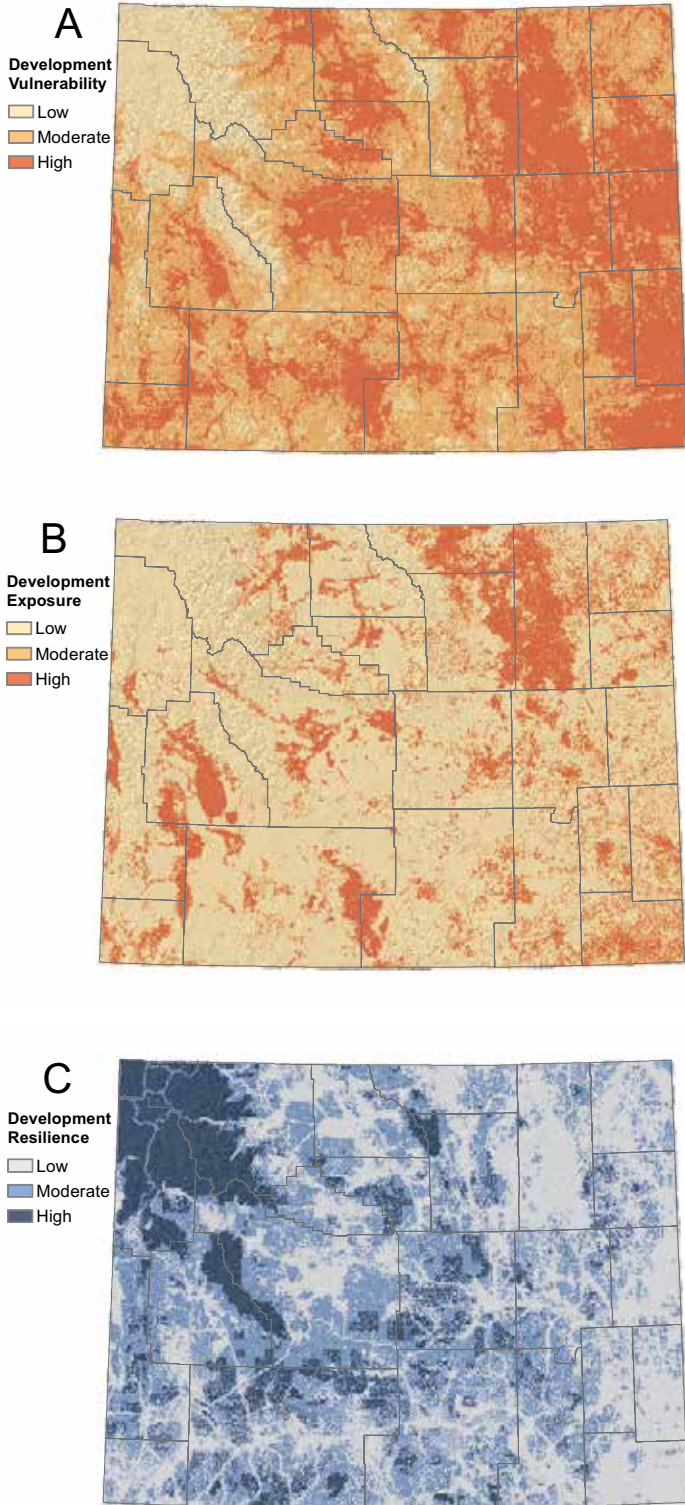 A
Development
Vulnerability
Low
Moderate
High
B
Development
Exposure
Low
Moderate
High
C
Development
Resilience
Low
Moderate
High